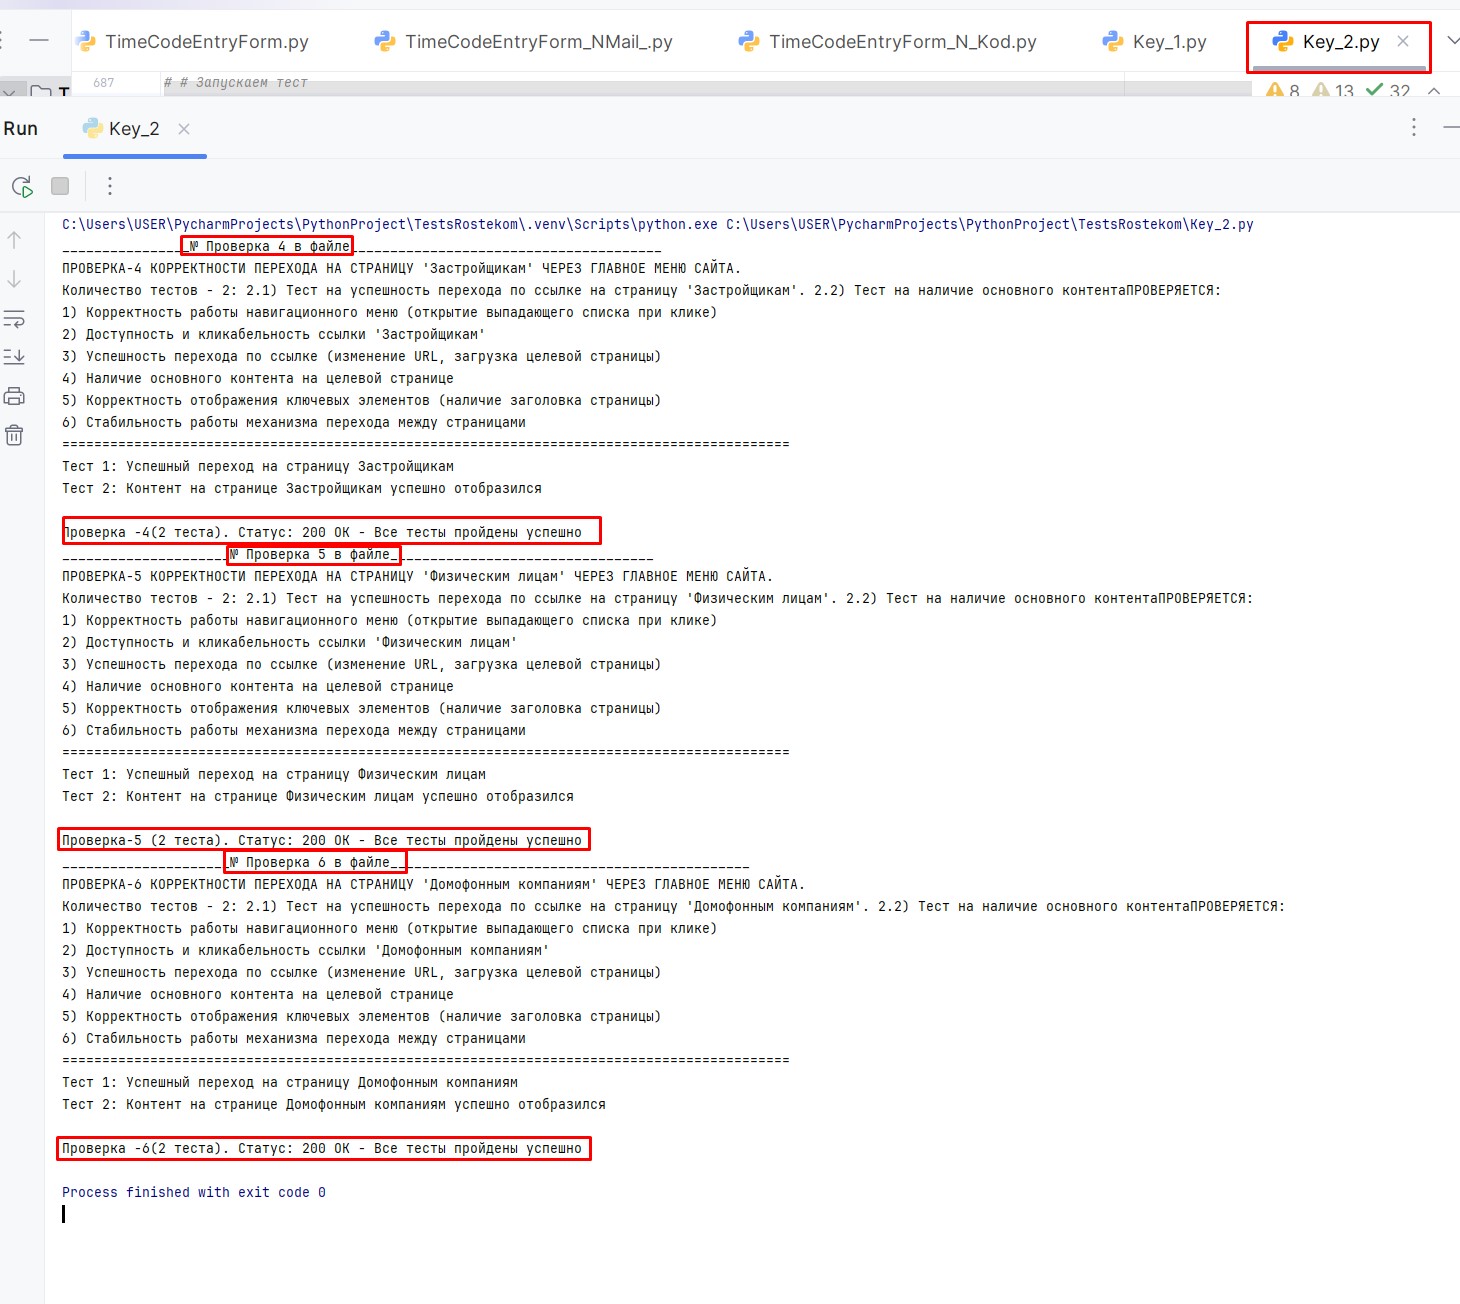 TimeCodeEntryForm.py TimeCodeEntryForm_NMail_.py TimeCodeEntryForm_N_Kod.py Key_1.py Key_2.py
687 # # Запускаем тест
8 13 32
Run Key_2
C:\Users\USER\PycharmProjects\PythonProject\TestsRostekom\.venv\Scripts\python.exe C:\Users\USER\PycharmProjects\PythonProject\TestsRostekom\Key_2.py
________________№ Проверка 4 в файле______________________________________
ПРОВЕРКА-4 КОРРЕКТНОСТИ ПЕРЕХОДА НА СТРАНИЦУ 'Застройщикам' ЧЕРЕЗ ГЛАВНОЕ МЕНЮ САЙТА.
Количество тестов - 2: 2.1) Тест на успешность перехода по ссылке на страницу 'Застройщикам'. 2.2) Тест на наличие основного контентаПРОВЕРЯЕТСЯ:
1) Корректность работы навигационного меню (открытие выпадающего списка при клике)
2) Доступность и кликабельность ссылки 'Застройщикам'
3) Успешность перехода по ссылке (изменение URL, загрузка целевой страницы)
4) Наличие основного контента на целевой странице
5) Корректность отображения ключевых элементов (наличие заголовка страницы)
6) Стабильность работы механизма перехода между страницами
===========================================================================================
Тест 1: Успешный переход на страницу Застройщикам
Тест 2: Контент на странице Застройщикам успешно отобразился
Проверка -4(2 теста). Статус: 200 ОК - Все тесты пройдены успешно
_____________________№ Проверка 5 в файле_________________________________
ПРОВЕРКА-5 КОРРЕКТНОСТИ ПЕРЕХОДА НА СТРАНИЦУ 'Физическим лицам' ЧЕРЕЗ ГЛАВНОЕ МЕНЮ САЙТА.
Количество тестов - 2: 2.1) Тест на успешность перехода по ссылке на страницу 'Физическим лицам'. 2.2) Тест на наличие основного контентаПРОВЕРЯЕТСЯ:
1) Корректность работы навигационного меню (открытие выпадающего списка при клике)
2) Доступность и кликабельность ссылки 'Физическим лицам'
3) Успешность перехода по ссылке (изменение URL, загрузка целевой страницы)
4) Наличие основного контента на целевой странице
5) Корректность отображения ключевых элементов (наличие заголовка страницы)
6) Стабильность работы механизма перехода между страницами
===========================================================================================
Тест 1: Успешный переход на страницу Физическим лицам
Тест 2: Контент на странице Физическим лицам успешно отобразился
Проверка-5 (2 теста). Статус: 200 ОК - Все тесты пройдены успешно
_____________________№ Проверка 6 в файле_____________________________________________
ПРОВЕРКА-6 КОРРЕКТНОСТИ ПЕРЕХОДА НА СТРАНИЦУ 'Домофонным компаниям' ЧЕРЕЗ ГЛАВНОЕ МЕНЮ САЙТА.
Количество тестов - 2: 2.1) Тест на успешность перехода по ссылке на страницу 'Домофонным компаниям'. 2.2) Тест на наличие основного контентаПРОВЕРЯЕТСЯ:
1) Корректность работы навигационного меню (открытие выпадающего списка при клике)
2) Доступность и кликабельность ссылки 'Домофонным компаниям'
3) Успешность перехода по ссылке (изменение URL, загрузка целевой страницы)
4) Наличие основного контента на целевой странице
5) Корректность отображения ключевых элементов (наличие заголовка страницы)
6) Стабильность работы механизма перехода между страницами
===========================================================================================
Тест 1: Успешный переход на страницу Домофонным компаниям
Тест 2: Контент на странице Домофонным компаниям успешно отобразился
Проверка -6(2 теста). Статус: 200 ОК - Все тесты пройдены успешно
Process finished with exit code 0